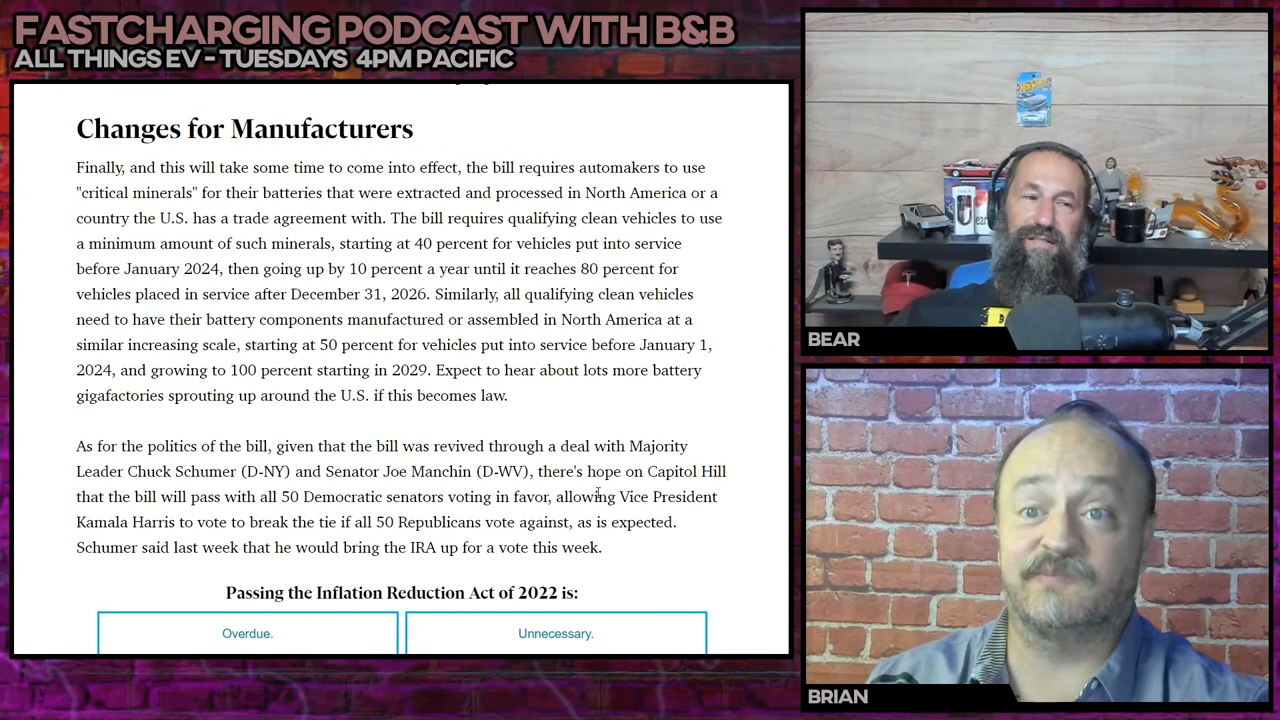 FASTCHARGING PODCAST WITH B&B
ALL THINGS EV - TUESDAYS 4PM PACIFIC
Changes for Manufacturers
Finally, and this will take some time to come into effect, the bill requires automakers to use
"critical minerals" for their batteries that were extracted and processed in North America or a
country the U.S. has a trade agreement with. The bill requires qualifying clean vehicles to use
a minimum amount of such minerals, starting at 40 percent for vehicles put into service
before January 2024, then going up by 10 percent a year until it reaches 80 percent for
vehicles placed in service after December 31, 2026. Similarly, all qualifying clean vehicles
need to have their battery components manufactured or assembled in North America at a
similar increasing scale, starting at 50 percent for vehicles put into service before January 1,
2024, and growing to 100 percent starting in 2029. Expect to hear about lots more battery
gigafactories sprouting up around the U.S. if this becomes law.
As for the politics of the bill, given that the bill was revived through a deal with Majority
Leader Chuck Schumer (D-NY) and Senator Joe Manchin (D-WV), there's hope on Capitol Hill
that the bill will pass with all 50 Democratic senators voting in favor, allowing Vice President
Kamala Harris to vote to break the tie if all 50 Republicans vote against, as is expected.
Schumer said last week that he would bring the IRA up for a vote this week.
Passing the Inflation Reduction Act of 2022 is:
Overdue.
Unnecessary.
BEAR
BRIAN